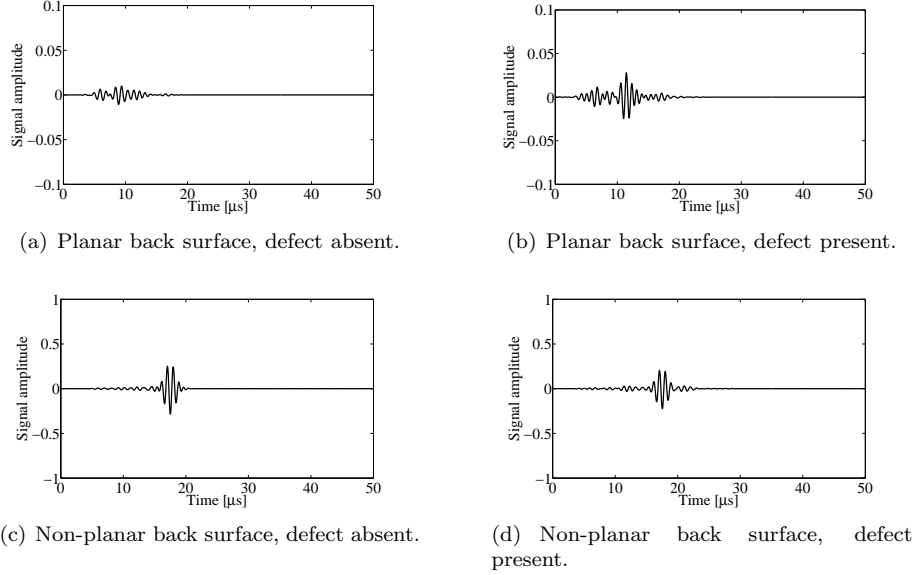 0.1
0.05
0
−0.05
−0.1
Signal amplitude
0 10 20 30 40 50
Time [μs]
(a) Planar back surface, defect absent.
0.1
0.05
0
−0.05
−0.1
Signal amplitude
0 10 20 30 40 50
Time [μs]
(b) Planar back surface, defect present.
1
0.5
0
−0.5
−1
Signal amplitude
0 10 20 30 40 50
Time [μs]
(c) Non-planar back surface, defect absent.
1
0.5
0
−0.5
−1
Signal amplitude
0 10 20 30 40 50
Time [μs]
(d) Non-planar back surface, defect
present.